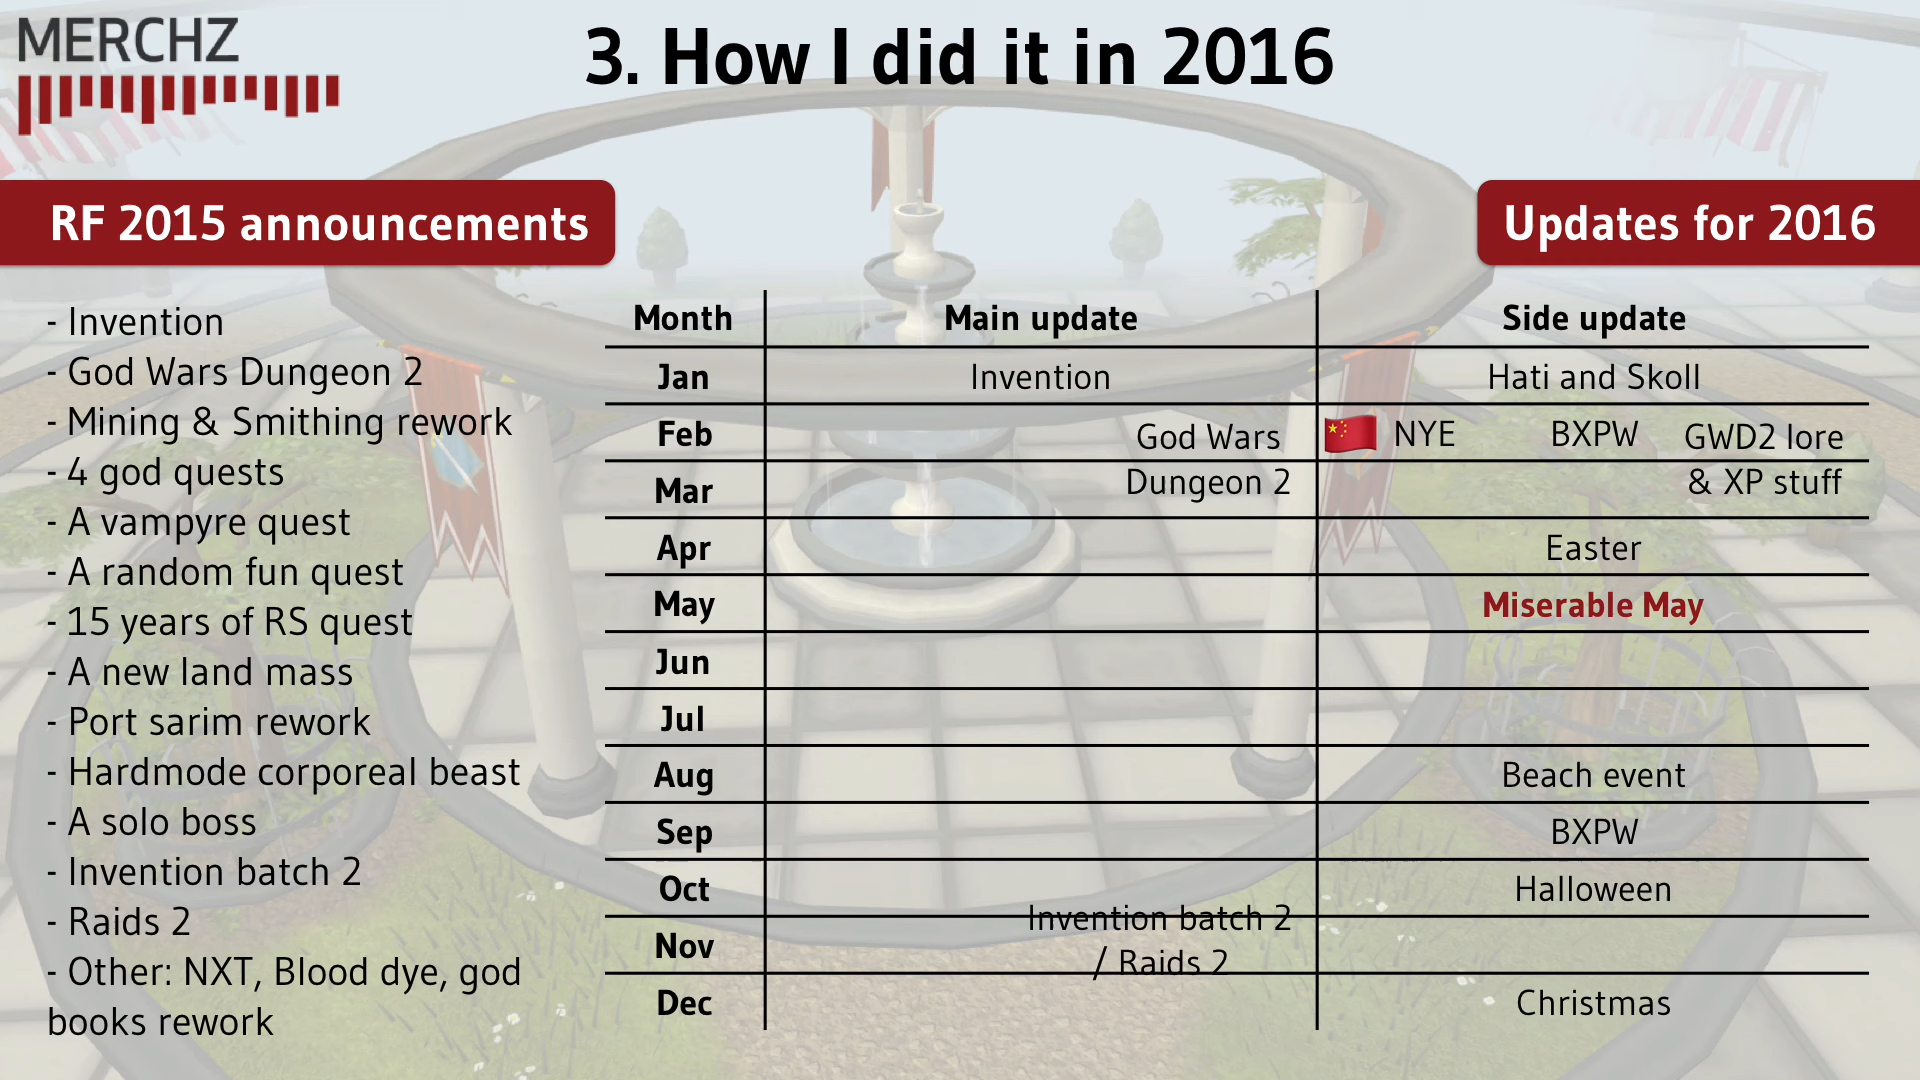 MERCHZ
3. How I did it in 2016
RF 2015 announcements
Updates for 2016
- Invention
- God Wars Dungeon 2
- Mining & Smithing rework
- 4 god quests
- A vampyre quest
- A random fun quest
- 15 years of RS quest
- A new land mass
- Port sarim rework
- Hardmode corporeal beast
- A solo boss
- Invention batch 2
- Raids 2
- Other: NXT, Blood dye, god
books rework
Month Main update Side update
Jan Invention Hati and Skoll
Feb God Wars NYE BXPW GWD2 lore
Mar Dungeon 2 & XP stuff
Apr Easter
May Miserable May
Jun
Jul
Aug Beach event
Sep BXPW
Oct Halloween
Invention batch 2
Nov / Raids 2
Dec Christmas